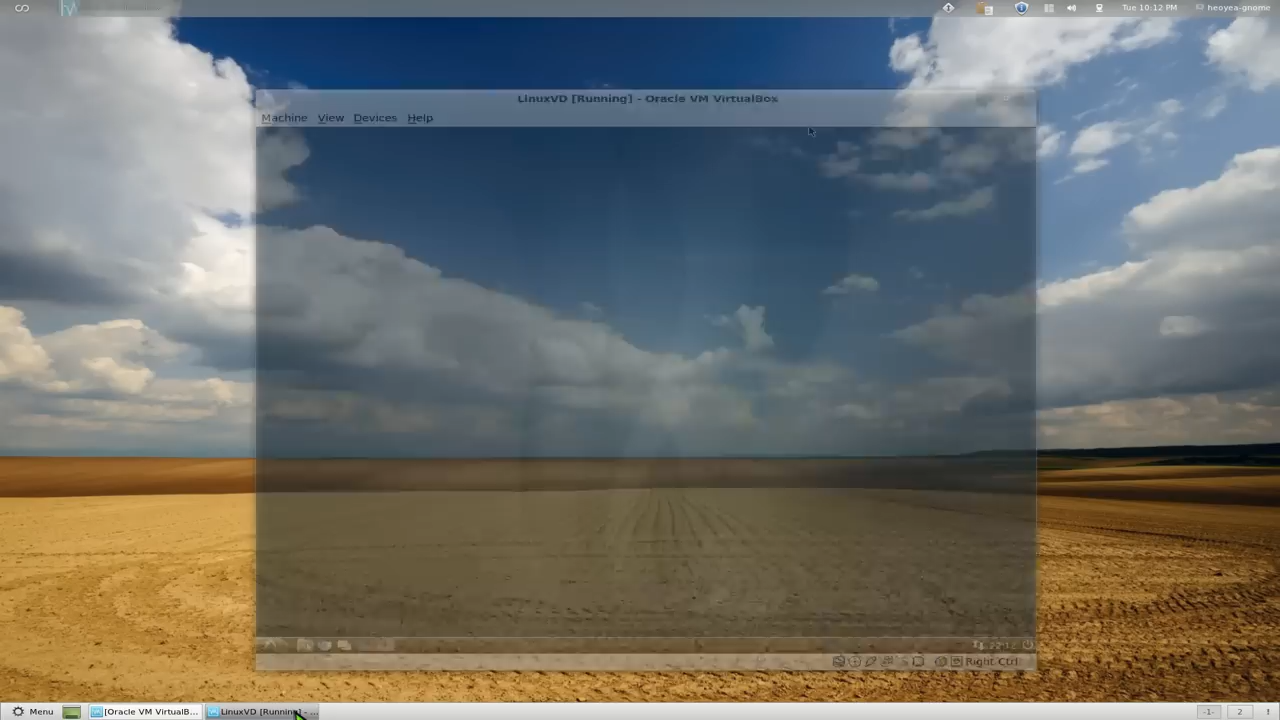 Tue 10:12 PM heoyea-gnome
LinuxVD [Running] - Oracle VM VirtualBox
Machine View Devices Help
Right Ctrl
Menu [Oracle VM VirtualB... LinuxVD [Running] - ... -1- 2